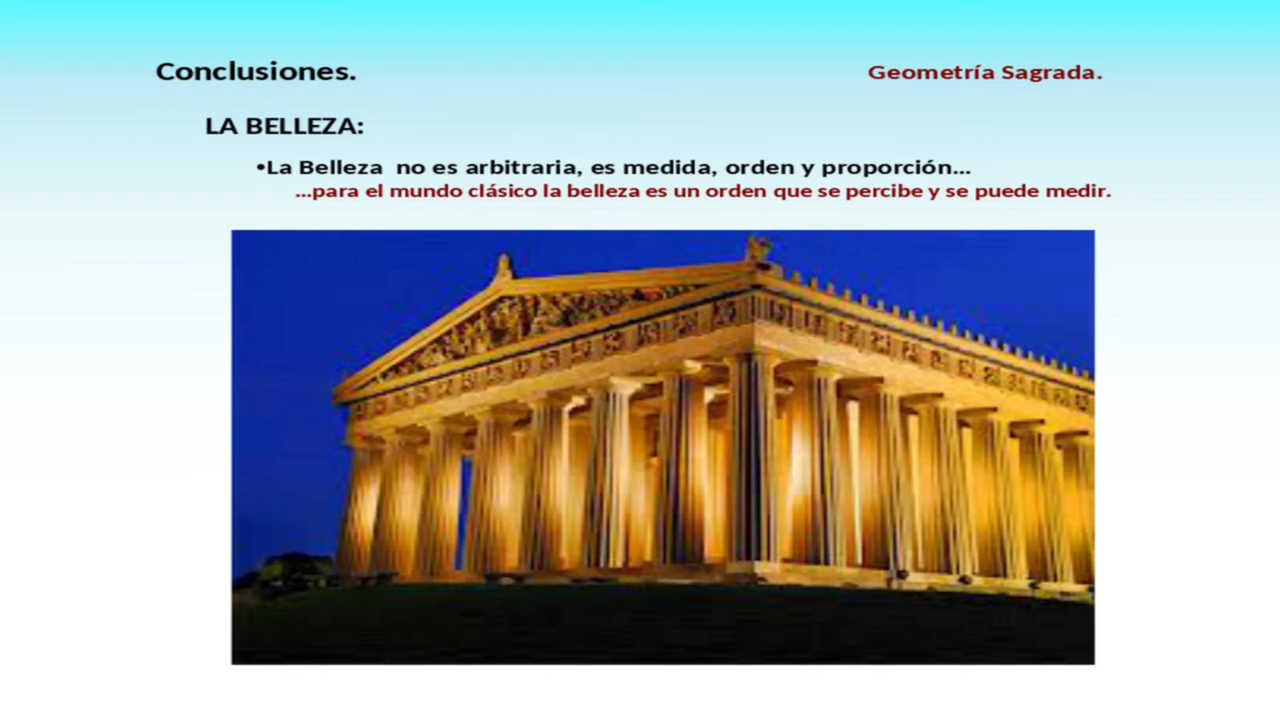 Conclusiones.
Geometría Sagrada.
LA BELLEZA:
•La Belleza  no es arbitraria, es medida, orden y proporción...
...para el mundo clásico la belleza es un orden que se percibe y se puede medir.